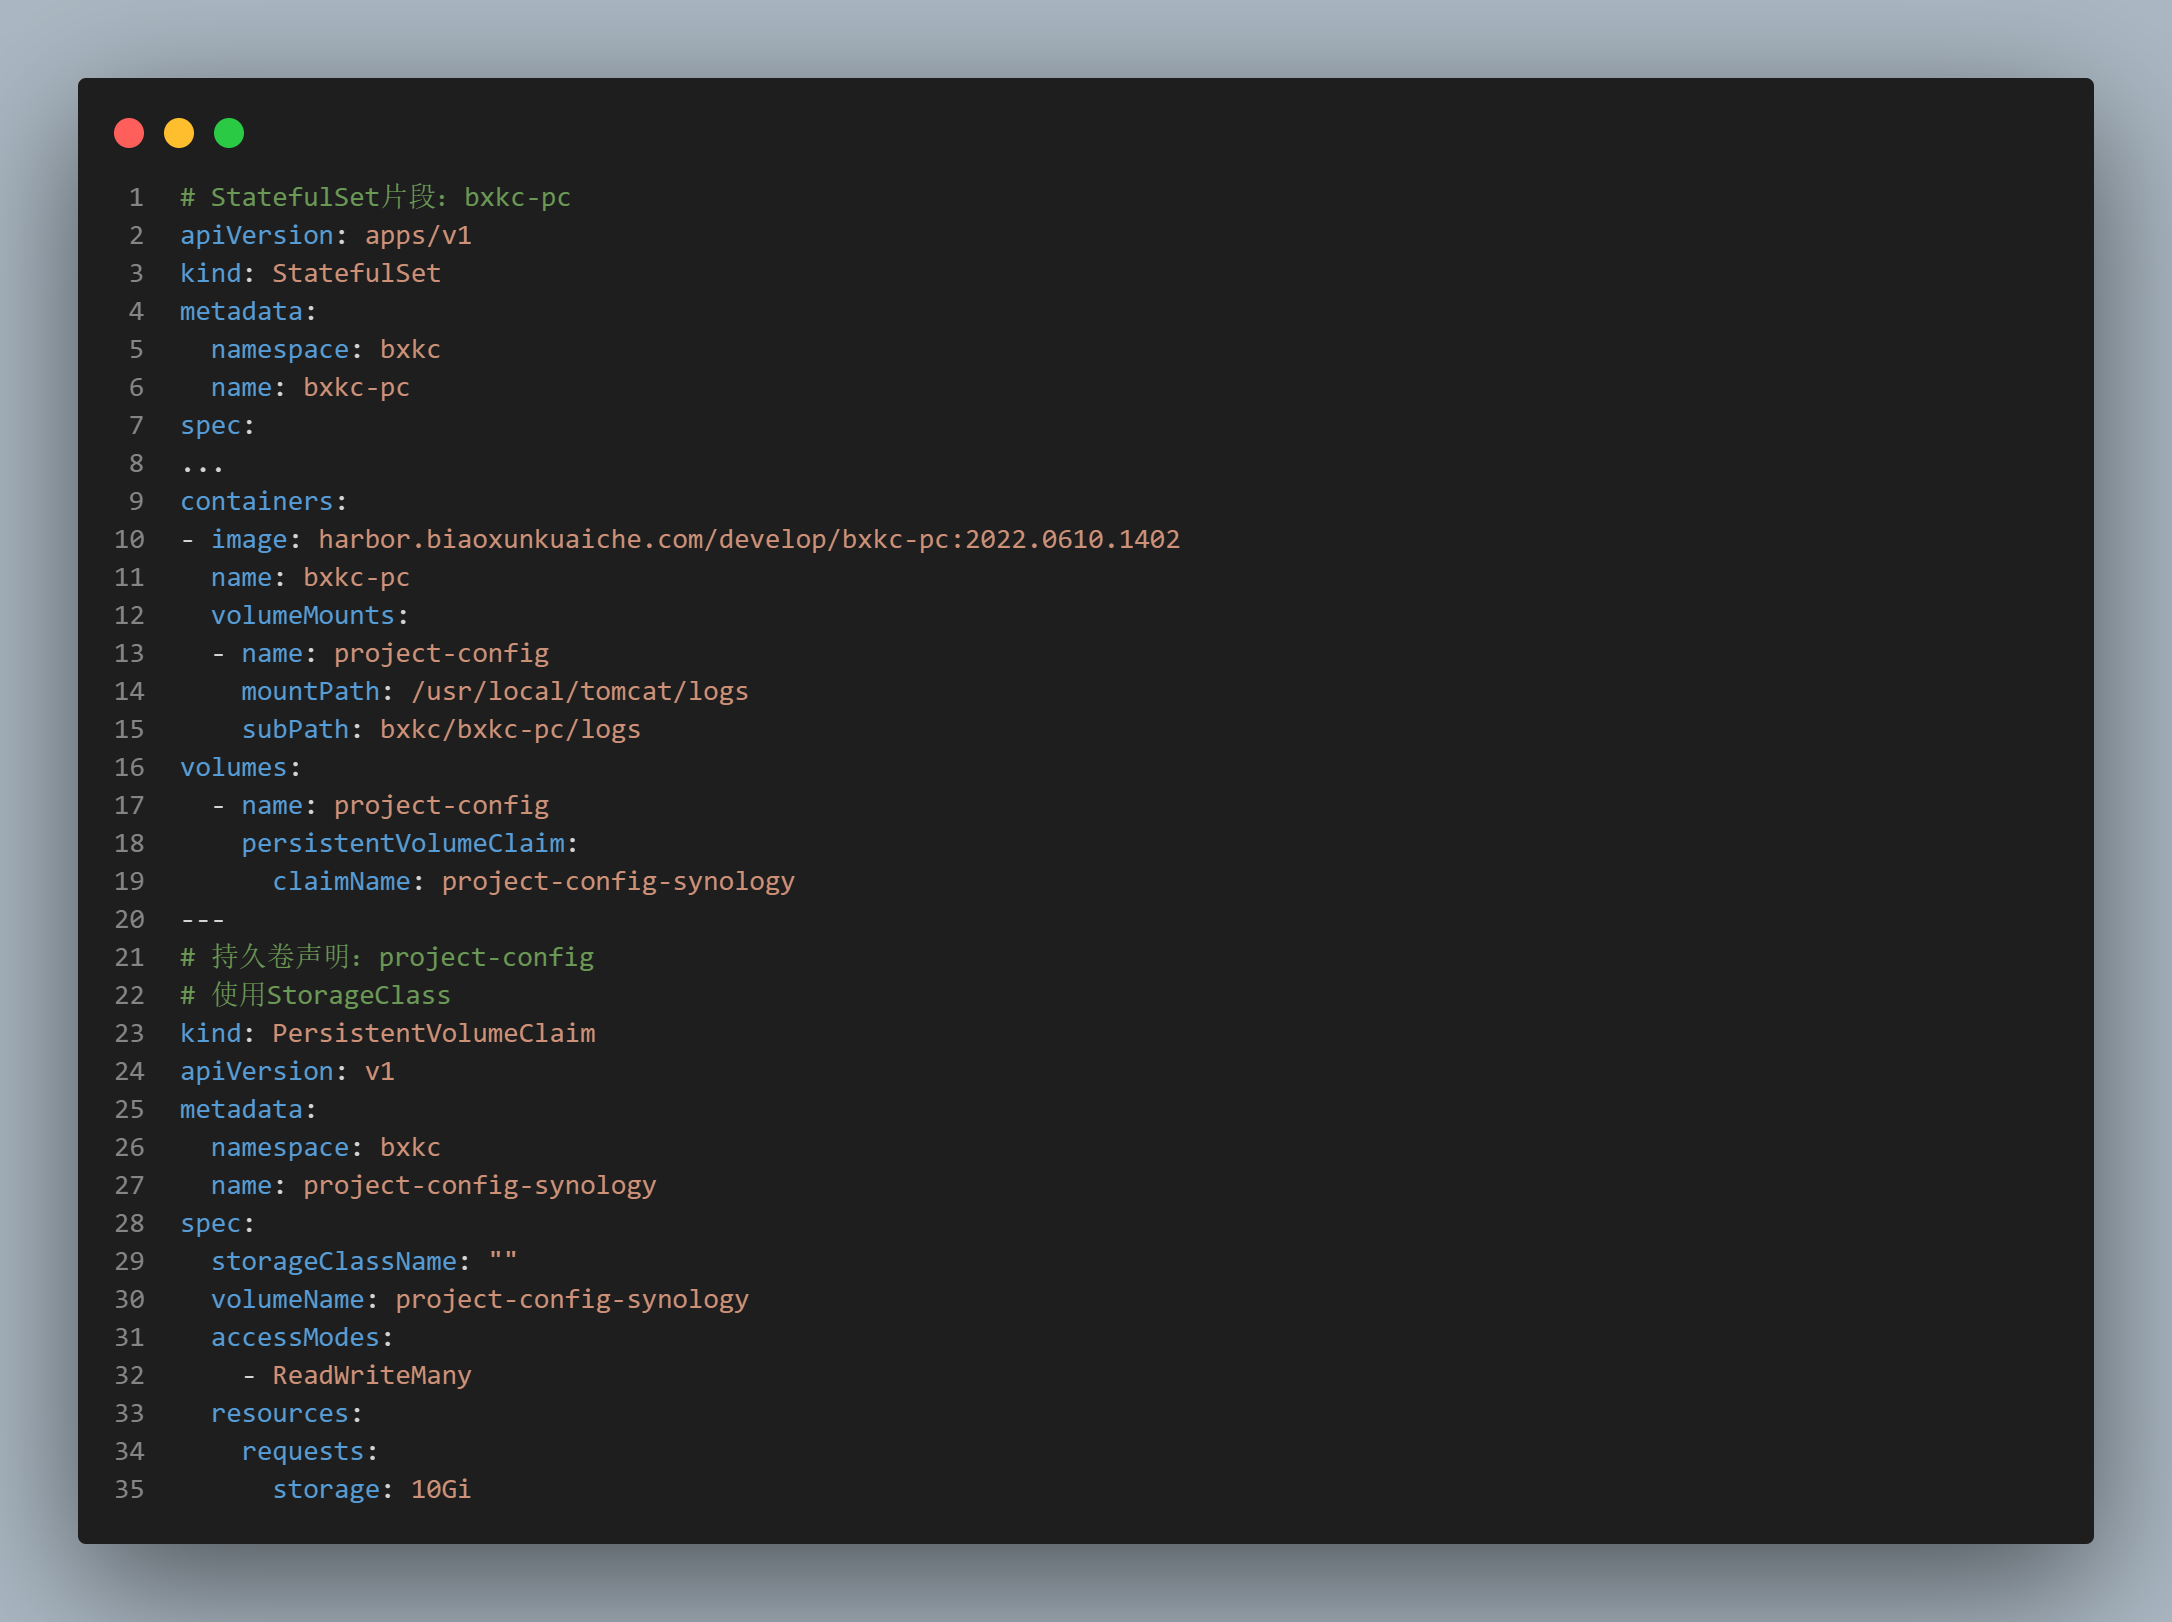 1 # StatefulSet片段：bxkc-pc
2 apiVersion: apps/v1
3 kind: StatefulSet
4 metadata:
5   namespace: bxkc
6   name: bxkc-pc
7 spec:
8 ...
9 containers:
10 - image: harbor.biaoxunkuaiche.com/develop/bxkc-pc:2022.0610.1402
11   name: bxkc-pc
12   volumeMounts:
13   - name: project-config
14     mountPath: /usr/local/tomcat/logs
15     subPath: bxkc/bxkc-pc/logs
16 volumes:
17   - name: project-config
18     persistentVolumeClaim:
19       claimName: project-config-synology
20 ---
21 # 持久卷声明：project-config
22 # 使用StorageClass
23 kind: PersistentVolumeClaim
24 apiVersion: v1
25 metadata:
26   namespace: bxkc
27   name: project-config-synology
28 spec:
29   storageClassName: ""
30   volumeName: project-config-synology
31   accessModes:
32     - ReadWriteMany
33   resources:
34     requests:
35       storage: 10Gi